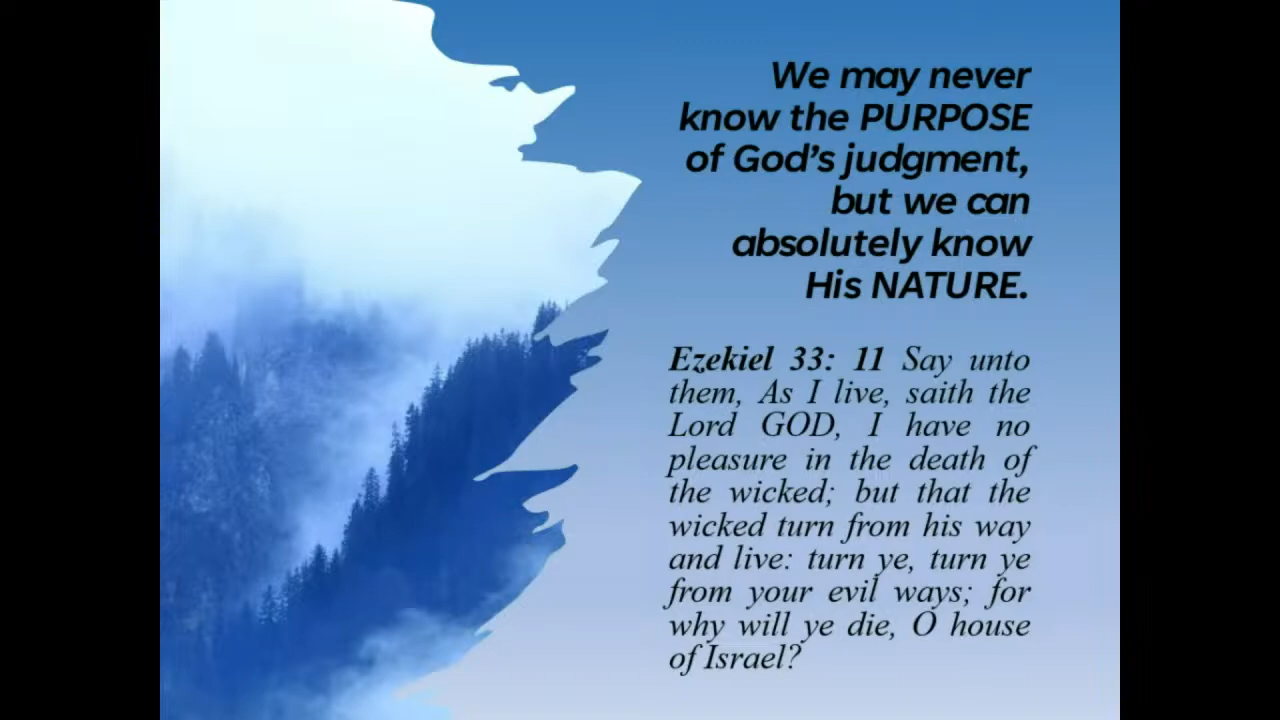 We may never
know the PURPOSE
of God’s judgment,
but we can
absolutely know
His NATURE.
Ezekiel 33: 11 Say unto
them, As I live, saith the
Lord GOD, I have no
pleasure in the death of
the wicked; but that the
wicked turn from his way
and live: turn ye, turn ye
from your evil ways; for
why will ye die, O house
of Israel?